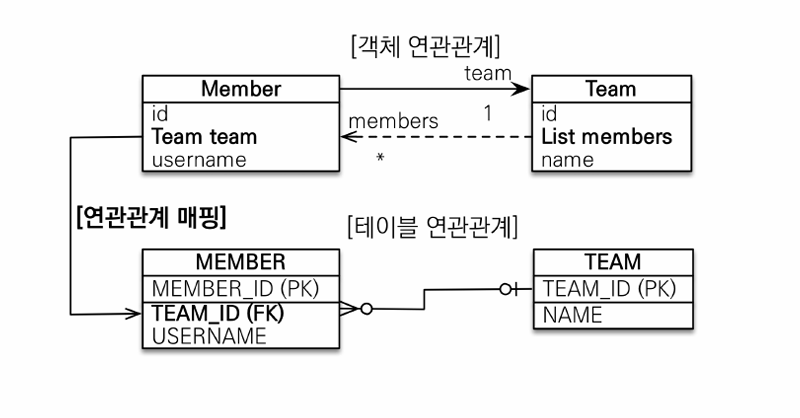 [객체 연관관계]
team
Member
Team
id
Team team
username
members
1
*
id
List members
name
[연관관계 매핑]
[테이블 연관관계]
MEMBER
MEMBER_ID (PK)
TEAM_ID (FK)
USERNAME
TEAM
TEAM_ID (PK)
NAME